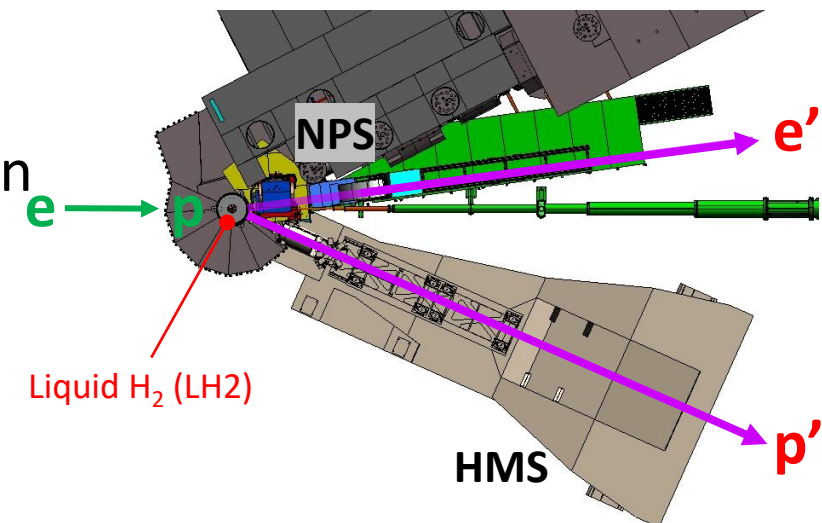 NPS
e’
n
e
p
Liquid H₂ (LH2)
p’
HMS